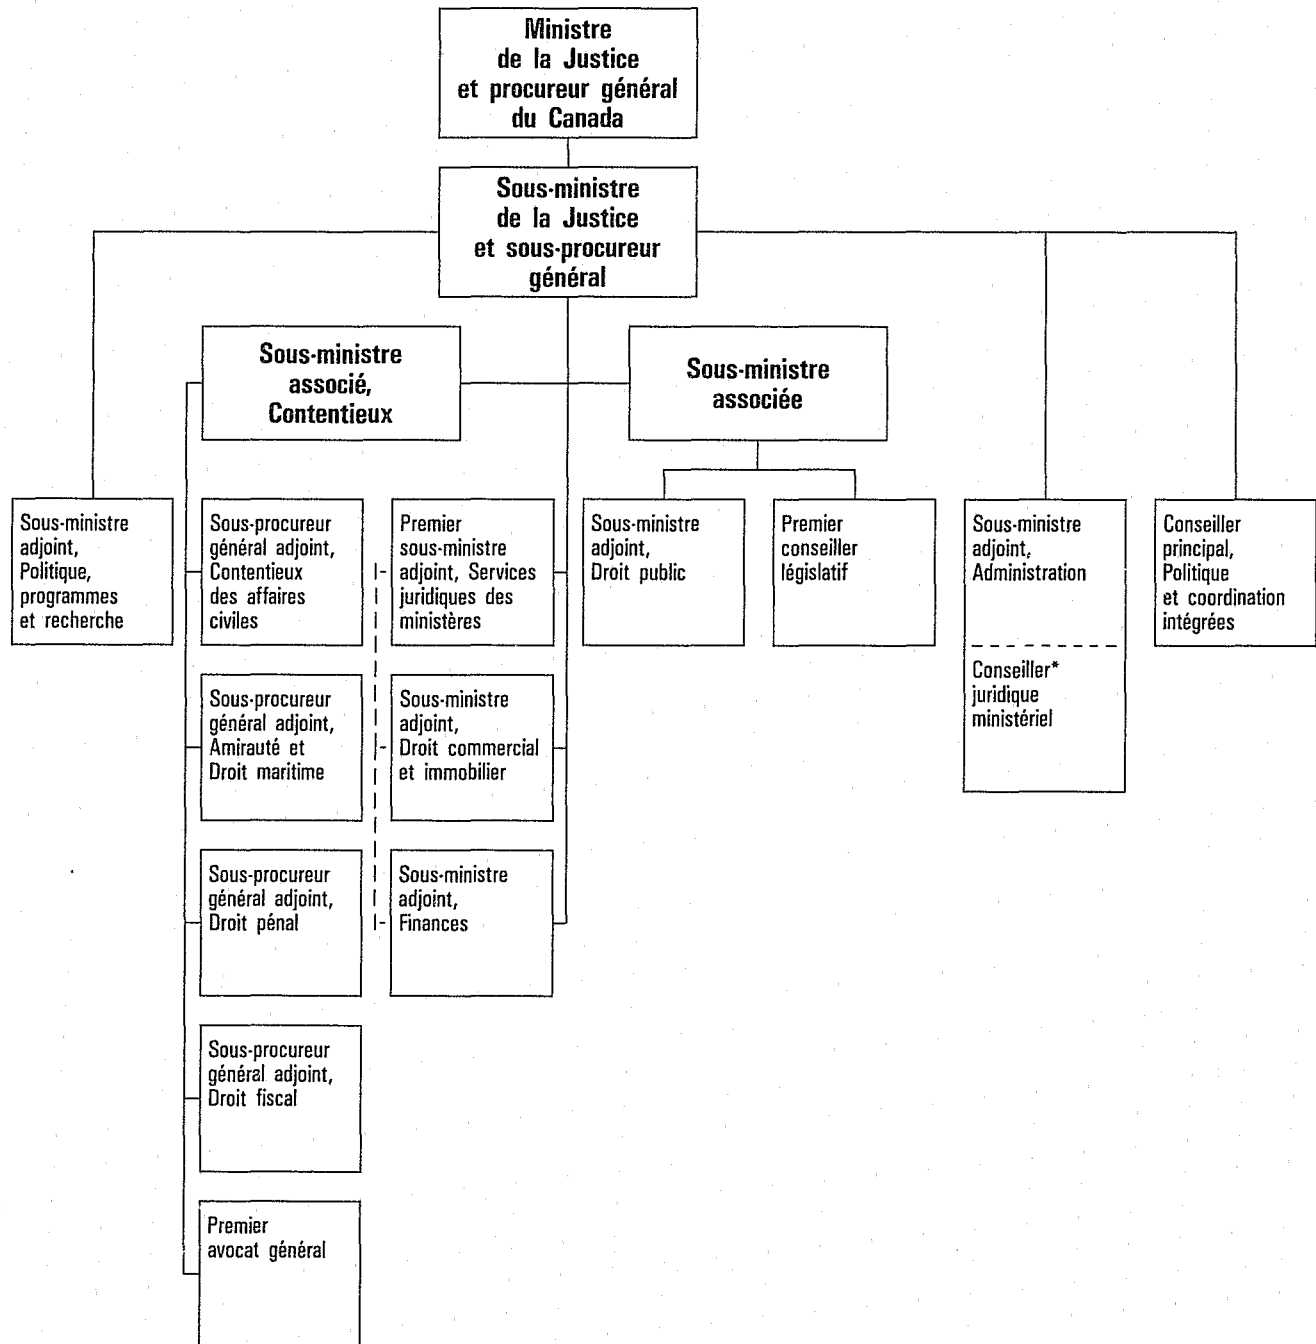 Ministre
de la Justice
et procureur général
du Canada
Sous-ministre
de la Justice
et sous-procureur
général
Sous-ministre
associé,
Contentieux
Sous-ministre
associée
Sous-ministre
adjoint,
Politique,
programmes
et recherche
Sous-procureur
général adjoint,
Contentieux
des affaires
civiles
Premier
sous-ministre
adjoint, Services
juridiques des
ministères
Sous-ministre
adjoint,
Droit public
Premier
conseiller
législatif
Sous-ministre
adjoint,
Administration
Conseiller*
juridique
ministériel
Conseiller
principal,
Politique
et coordination
intégrées
Sous-procureur
général adjoint,
Amirauté et
Droit maritime
Sous-ministre
adjoint,
Droit commercial
et immobilier
Sous-procureur
général adjoint,
Droit pénal
Sous-ministre
adjoint,
Finances
Sous-procureur
général adjoint,
Droit fiscal
Premier
avocat général